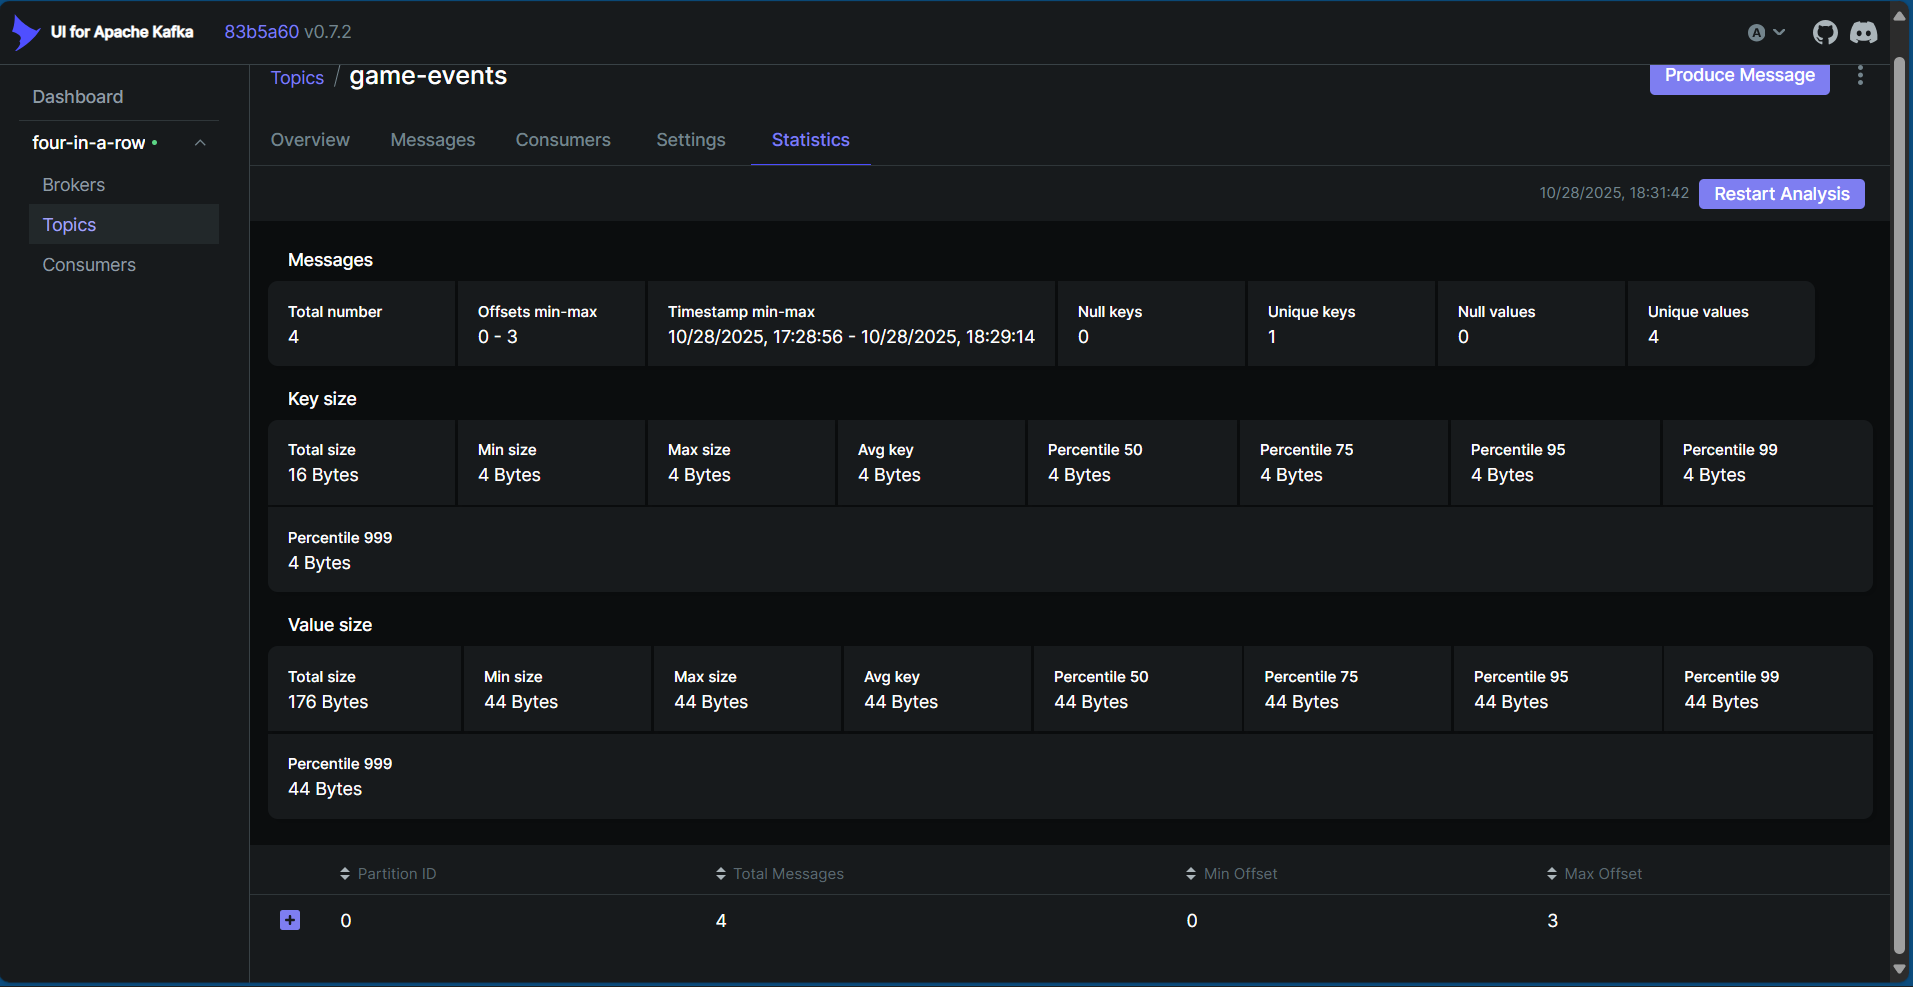 UI for Apache Kafka 83b5a60 v0.7.2 A
Dashboard
four-in-a-row
Brokers
Topics
Consumers
Topics / game-events
Produce Message
Overview Messages Consumers Settings Statistics
10/28/2025, 18:31:42 Restart Analysis
Messages
Total number Offsets min-max Timestamp min-max Null keys Unique keys Null values Unique values
4 0 - 3 10/28/2025, 17:28:56 - 10/28/2025, 18:29:14 0 1 0 4
Key size
Total size Min size Max size Avg key Percentile 50 Percentile 75 Percentile 95 Percentile 99
16 Bytes 4 Bytes 4 Bytes 4 Bytes 4 Bytes 4 Bytes 4 Bytes 4 Bytes
Percentile 999
4 Bytes
Value size
Total size Min size Max size Avg key Percentile 50 Percentile 75 Percentile 95 Percentile 99
176 Bytes 44 Bytes 44 Bytes 44 Bytes 44 Bytes 44 Bytes 44 Bytes 44 Bytes
Percentile 999
44 Bytes
Partition ID Total Messages Min Offset Max Offset
0 4 0 3